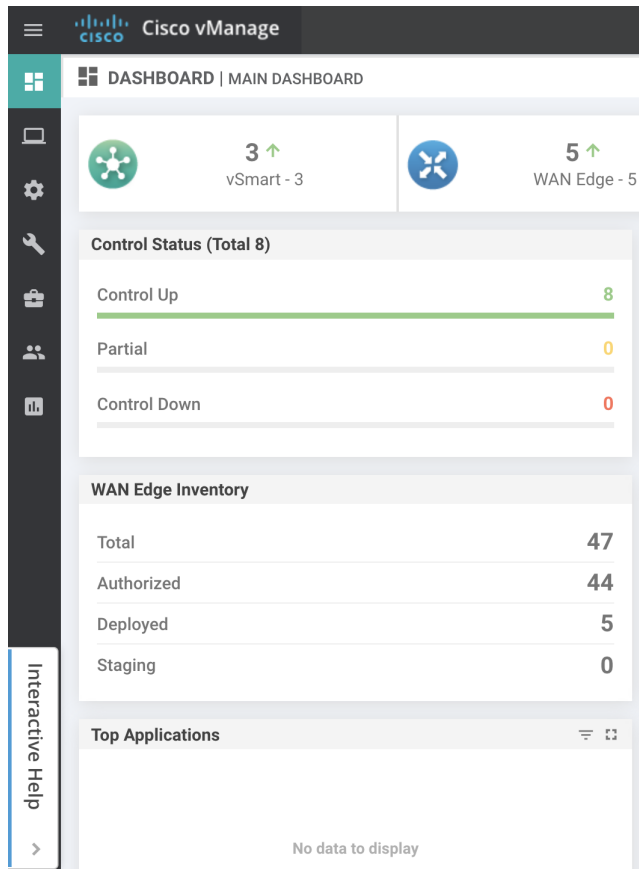 CISCO Cisco vManage
DASHBOARD | MAIN DASHBOARD
3
vSmart - 3
5
WAN Edge - 5
Control Status (Total 8)
Control Up 8
Partial 0
Control Down 0
WAN Edge Inventory
Total 47
Authorized 44
Deployed 5
Staging 0
Top Applications
No data to display
Interactive Help